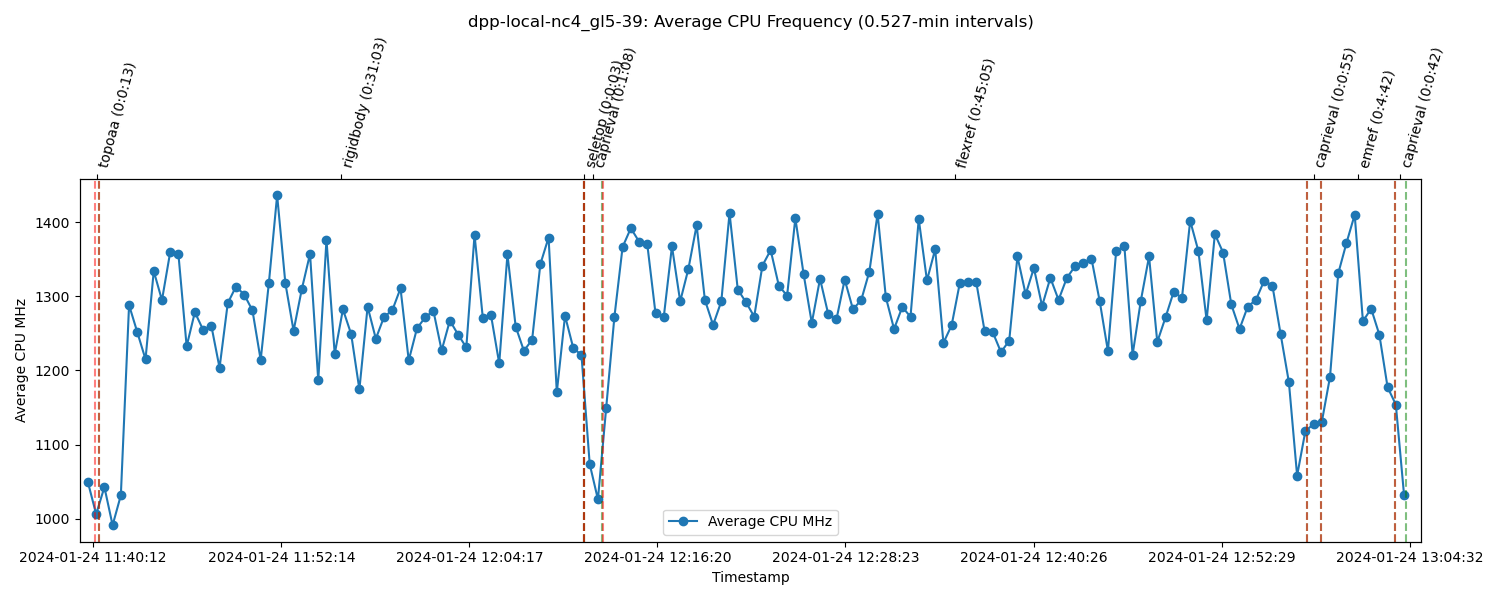 dpp-local-nc4_gl5-39: Average CPU Frequency (0.527-min intervals)
topoaa (0:0:13)
rigidbody (0:31:03)
seletop (0:0:03)
caprieval (0:1:08)
flexref (0:45:05)
caprieval (0:0:55)
emref (0:4:42)
caprieval (0:0:42)
Average CPU MHz
1400
1300
1200
1100
1000
Average CPU MHz
2024-01-24 11:40:12
2024-01-24 11:52:14
2024-01-24 12:04:17
2024-01-24 12:16:20
2024-01-24 12:28:23
2024-01-24 12:40:26
2024-01-24 12:52:29
2024-01-24 13:04:32
Timestamp